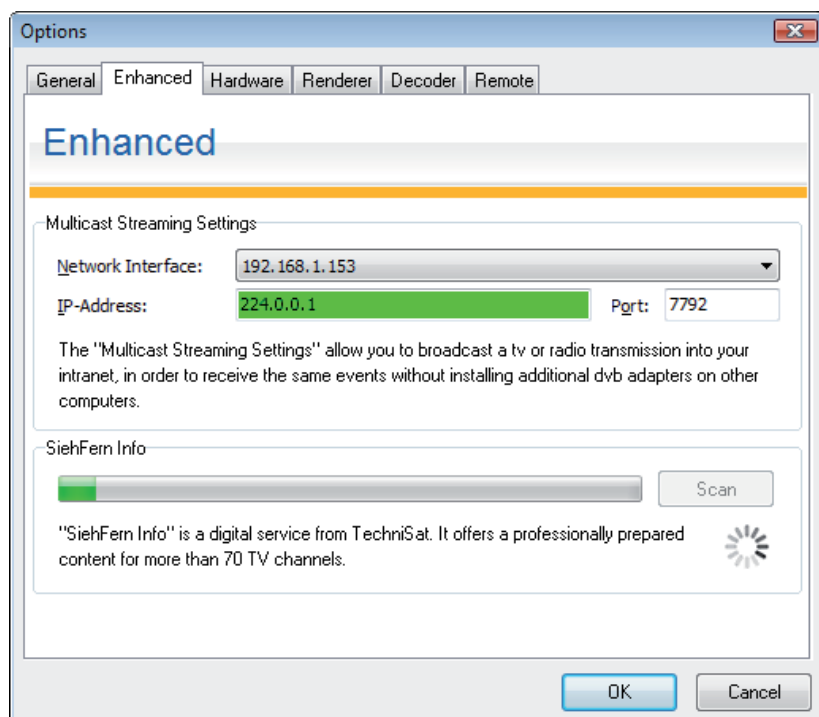 Options
General Enhanced Hardware Renderer Decoder Remote
Enhanced
Multicast Streaming Settings
Network Interface: 192.168.1.153
IP-Address: 224.0.0.1 Port: 7792
The "Multicast Streaming Settings" allow you to broadcast a tv or radio transmission into your
intranet, in order to receive the same events without installing additional dvb adapters on other
computers.
SiehFern Info
Scan
"SiehFern Info" is a digital service from TechniSat. It offers a professionally prepared
content for more than 70 TV channels.
OK Cancel